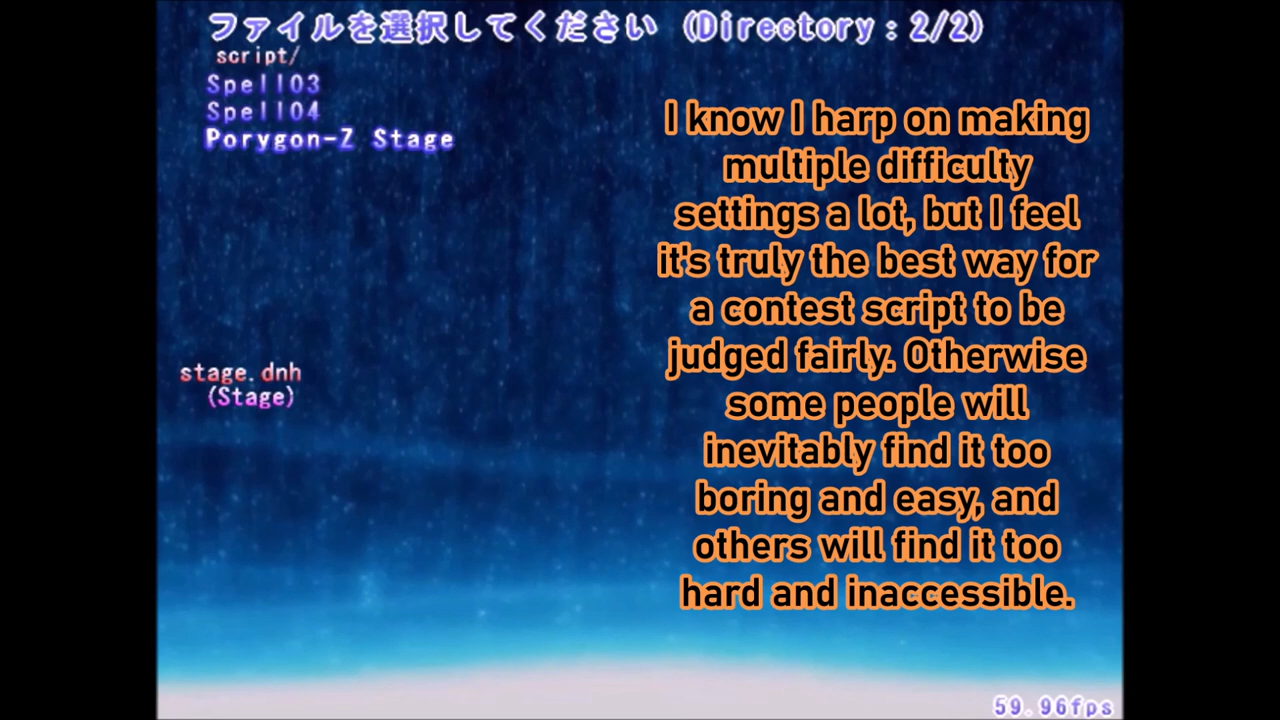 ファイルを選択してください (Directory：2/2)
script/
Spell03
Spell04
Porygon-Z Stage
stage.dnh
(Stage)
I know I harp on making
multiple difficulty
settings a lot, but I feel
it's truly the best way for
a contest script to be
judged fairly. Otherwise
some people will
inevitably find it too
boring and easy, and
others will find it too
hard and inaccessible.
59.96fps